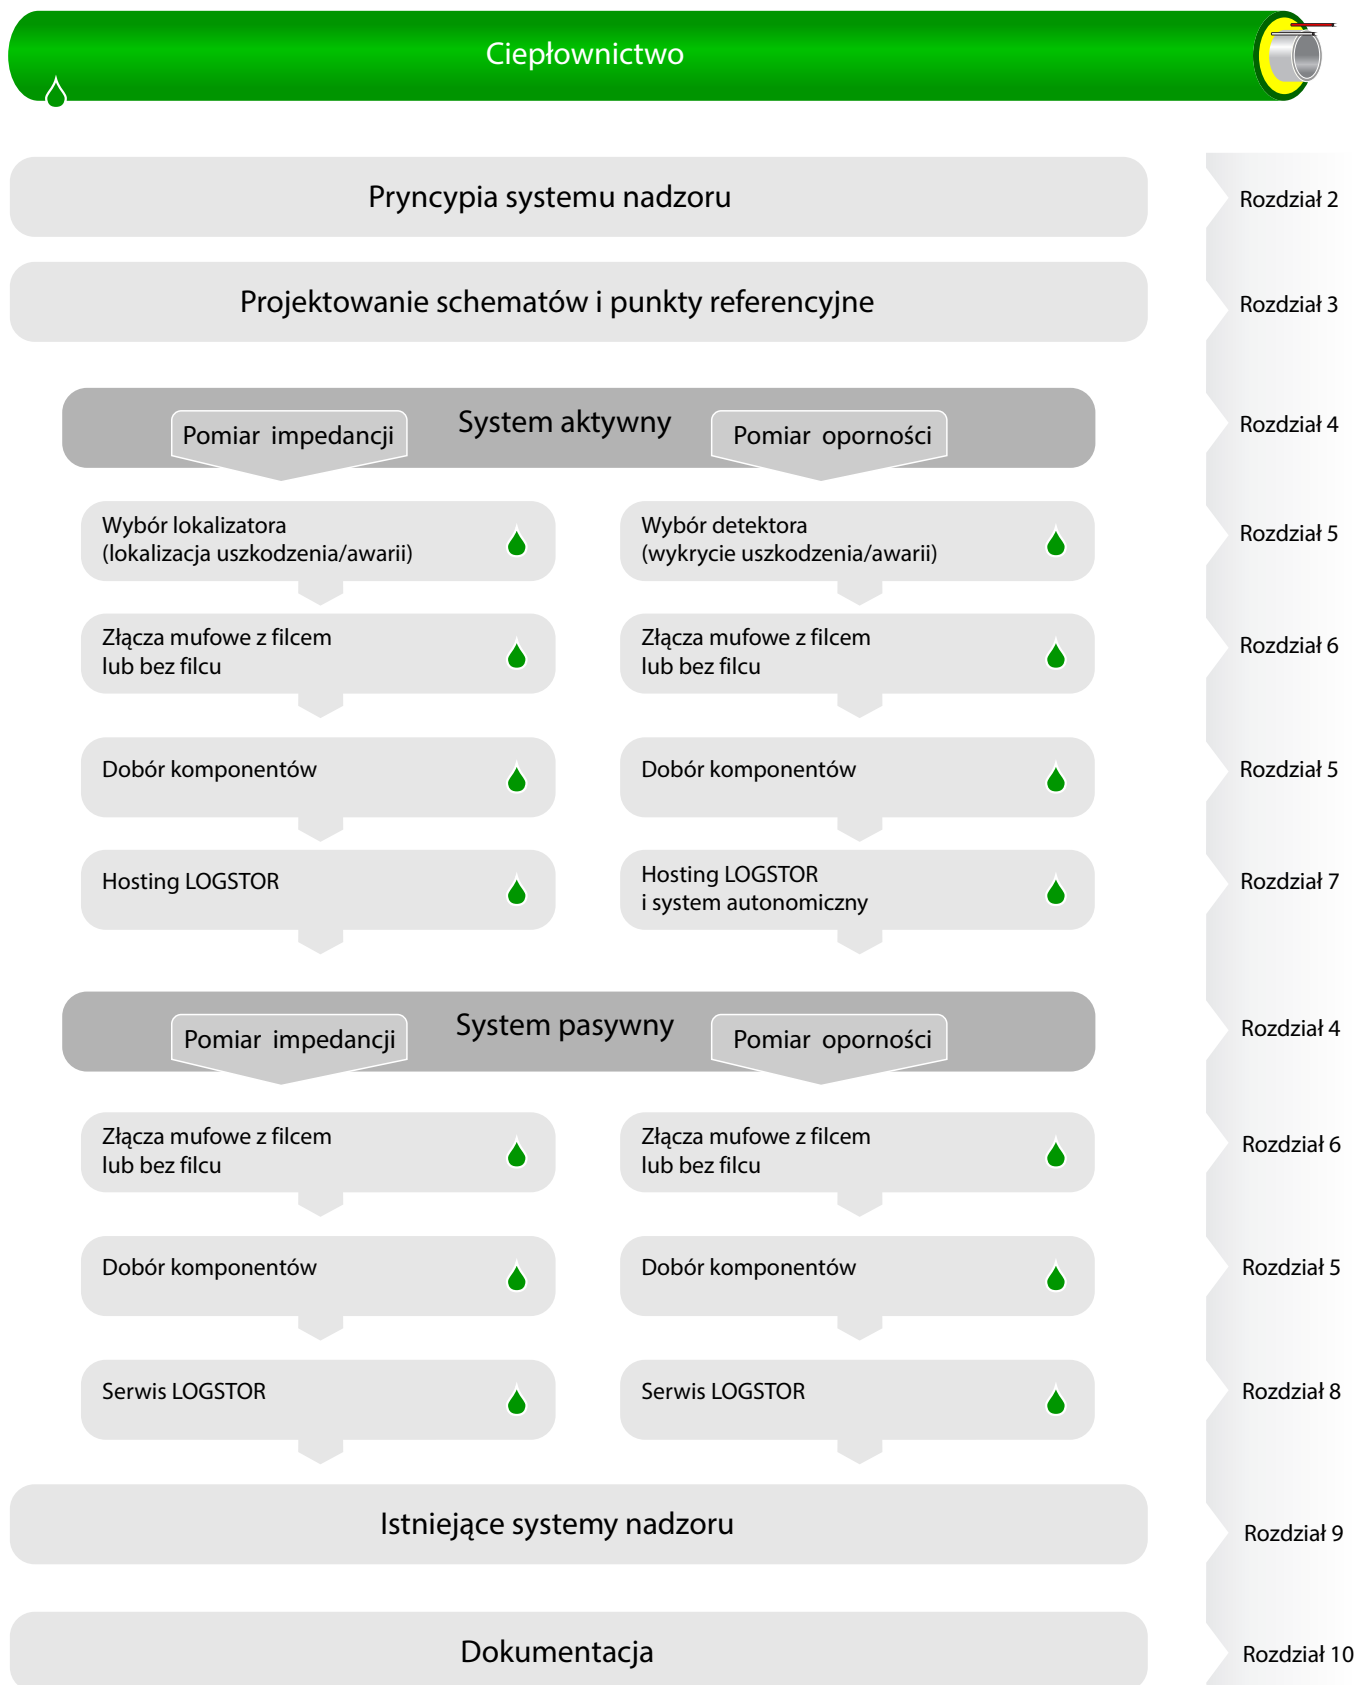 Ciepłownictwo
Pryncypia systemu nadzoru
Rozdział 2
Projektowanie schematów i punkty referencyjne
Rozdział 3
System aktywny
Pomiar impedancji
Pomiar oporności
Rozdział 4
Wybór lokalizatora
(lokalizacja uszkodzenia/awarii)
Wybór detektora
(wykrycie uszkodzenia/awarii)
Rozdział 5
Złącza mufowe z filcem
lub bez filcu
Złącza mufowe z filcem
lub bez filcu
Rozdział 6
Dobór komponentów
Dobór komponentów
Rozdział 5
Hosting LOGSTOR
Hosting LOGSTOR
i system autonomiczny
Rozdział 7
System pasywny
Pomiar impedancji
Pomiar oporności
Rozdział 4
Złącza mufowe z filcem
lub bez filcu
Złącza mufowe z filcem
lub bez filcu
Rozdział 6
Dobór komponentów
Dobór komponentów
Rozdział 5
Serwis LOGSTOR
Serwis LOGSTOR
Rozdział 8
Istniejące systemy nadzoru
Rozdział 9
Dokumentacja
Rozdział 10